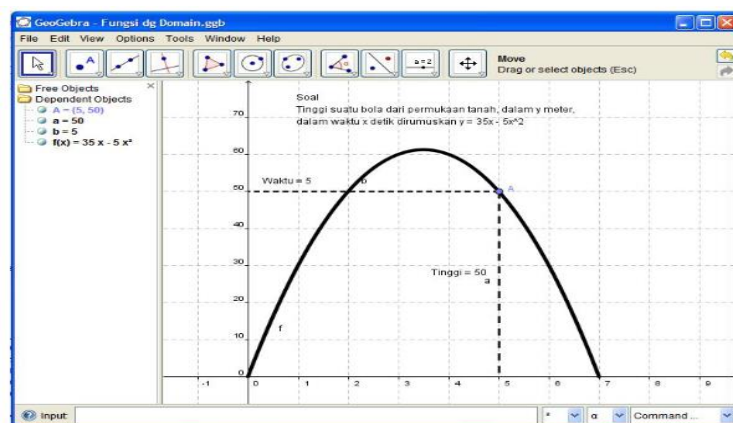 GeoGebra - Fungsi dg Domain.ggb
File Edit View Options Tools Window Help
A
a=2
Move
Drag or select objects (Esc)
Free Objects
Dependent Objects
A = (5, 50)
a = 50
b = 5
f(x) = 35 x - 5 x²
Soal
Tinggi suatu bola dari permukaan tanah, dalam y meter,
dalam waktu x detik dirumuskan y = 35x - 5x^2
70
60
Waktu = 5
b
50
A
40
30
Tinggi = 50
a
20
10
f
0
-1 0 1 2 3 4 5 6 7 8 9
Input:
° α Command ...